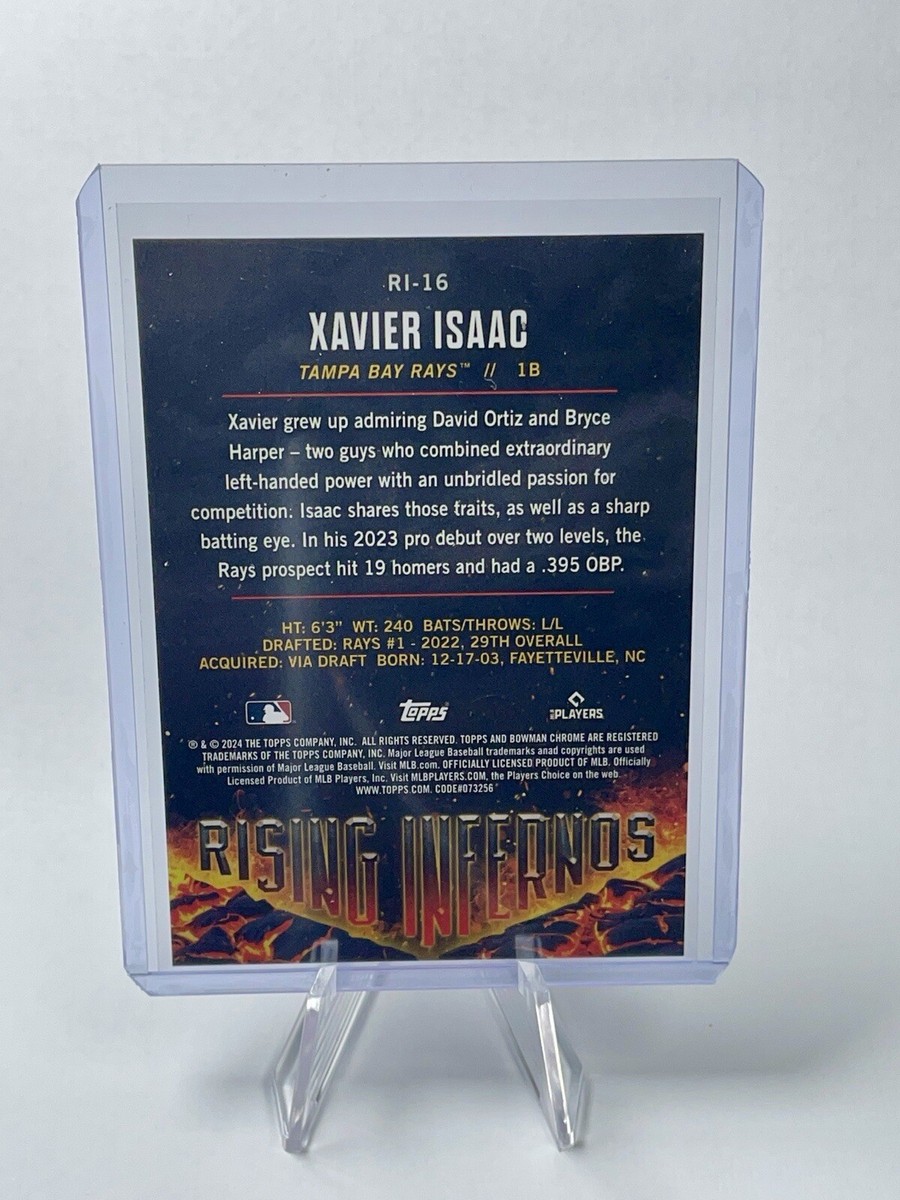 RI-16
XAVIER ISAAC
TAMPA BAY RAYS™ // 1B
Xavier grew up admiring David Ortiz and Bryce
Harper – two guys who combined extraordinary
left-handed power with an unbridled passion for
competition. Isaac shares those traits, as well as a sharp
batting eye. In his 2023 pro debut over two levels, the
Rays prospect hit 19 homers and had a .395 OBP.
HT: 6'3" WT: 240 BATS/THROWS: L/L
DRAFTED: RAYS #1 - 2022, 29TH OVERALL
ACQUIRED: VIA DRAFT BORN: 12-17-03, FAYETTEVILLE, NC
topps
PLAYERS
® & © 2024 THE TOPPS COMPANY, INC. ALL RIGHTS RESERVED. TOPPS AND BOWMAN CHROME ARE REGISTERED
TRADEMARKS OF THE TOPPS COMPANY, INC. Major League Baseball trademarks anad copyrights are used
with permission of Major League Baseball. Visit MLB.com. OFFICIALLY LICENSED PRODUCT OF MLB. Officially
Licensed Product of MLB Players, Inc. Visit MLBPLAYERS.COM, the Players Choice on the web.
WWW.TOPPS.COM. CODE#073256
RISING INFERNOS